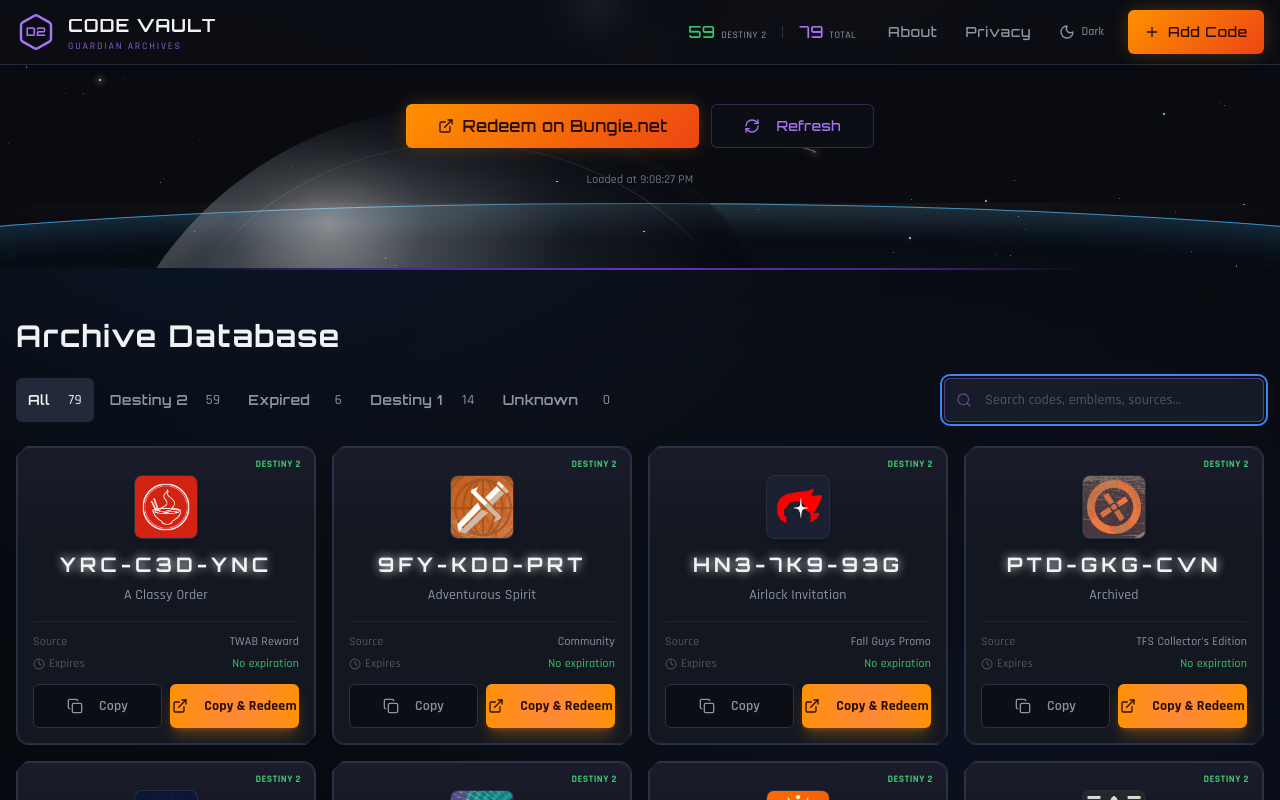 D2
CODE VAULT
GUARDIAN ARCHIVES
59 DESTINY 2
79 TOTAL
About
Privacy
Dark
+ Add Code
Redeem on Bungie.net
Refresh
Loaded at 9:08:27 PM
Archive Database
All 79
Destiny 2 59
Expired 6
Destiny 1 14
Unknown 0
Search codes, emblems, sources...
DESTINY 2
YRC-C3D-YNC
A Classy Order
Source TWAB Reward
Expires No expiration
Copy
Copy & Redeem
DESTINY 2
9FY-KDD-PRT
Adventurous Spirit
Source Community
Expires No expiration
Copy
Copy & Redeem
DESTINY 2
HN3-7K9-93G
Airlock Invitation
Source Fall Guys Promo
Expires No expiration
Copy
Copy & Redeem
DESTINY 2
PTD-GKG-CVN
Archived
Source TFS Collector's Edition
Expires No expiration
Copy
Copy & Redeem
DESTINY 2
DESTINY 2
DESTINY 2
DESTINY 2